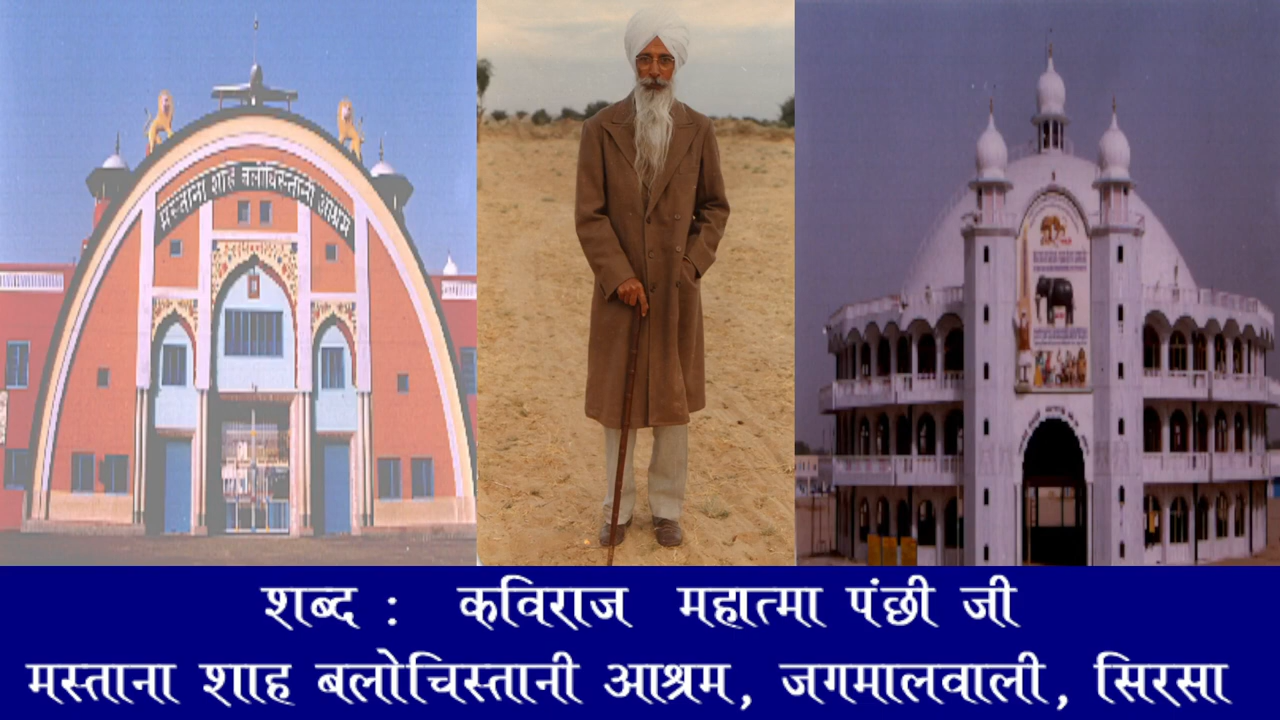 मस्ताना शाह बलोचिस्तानी आश्रम
शब्द : कविराज महात्मा पंछी जी
मस्ताना शाह बलोचिस्तानी आश्रम, जगमालवाली, सिरसा